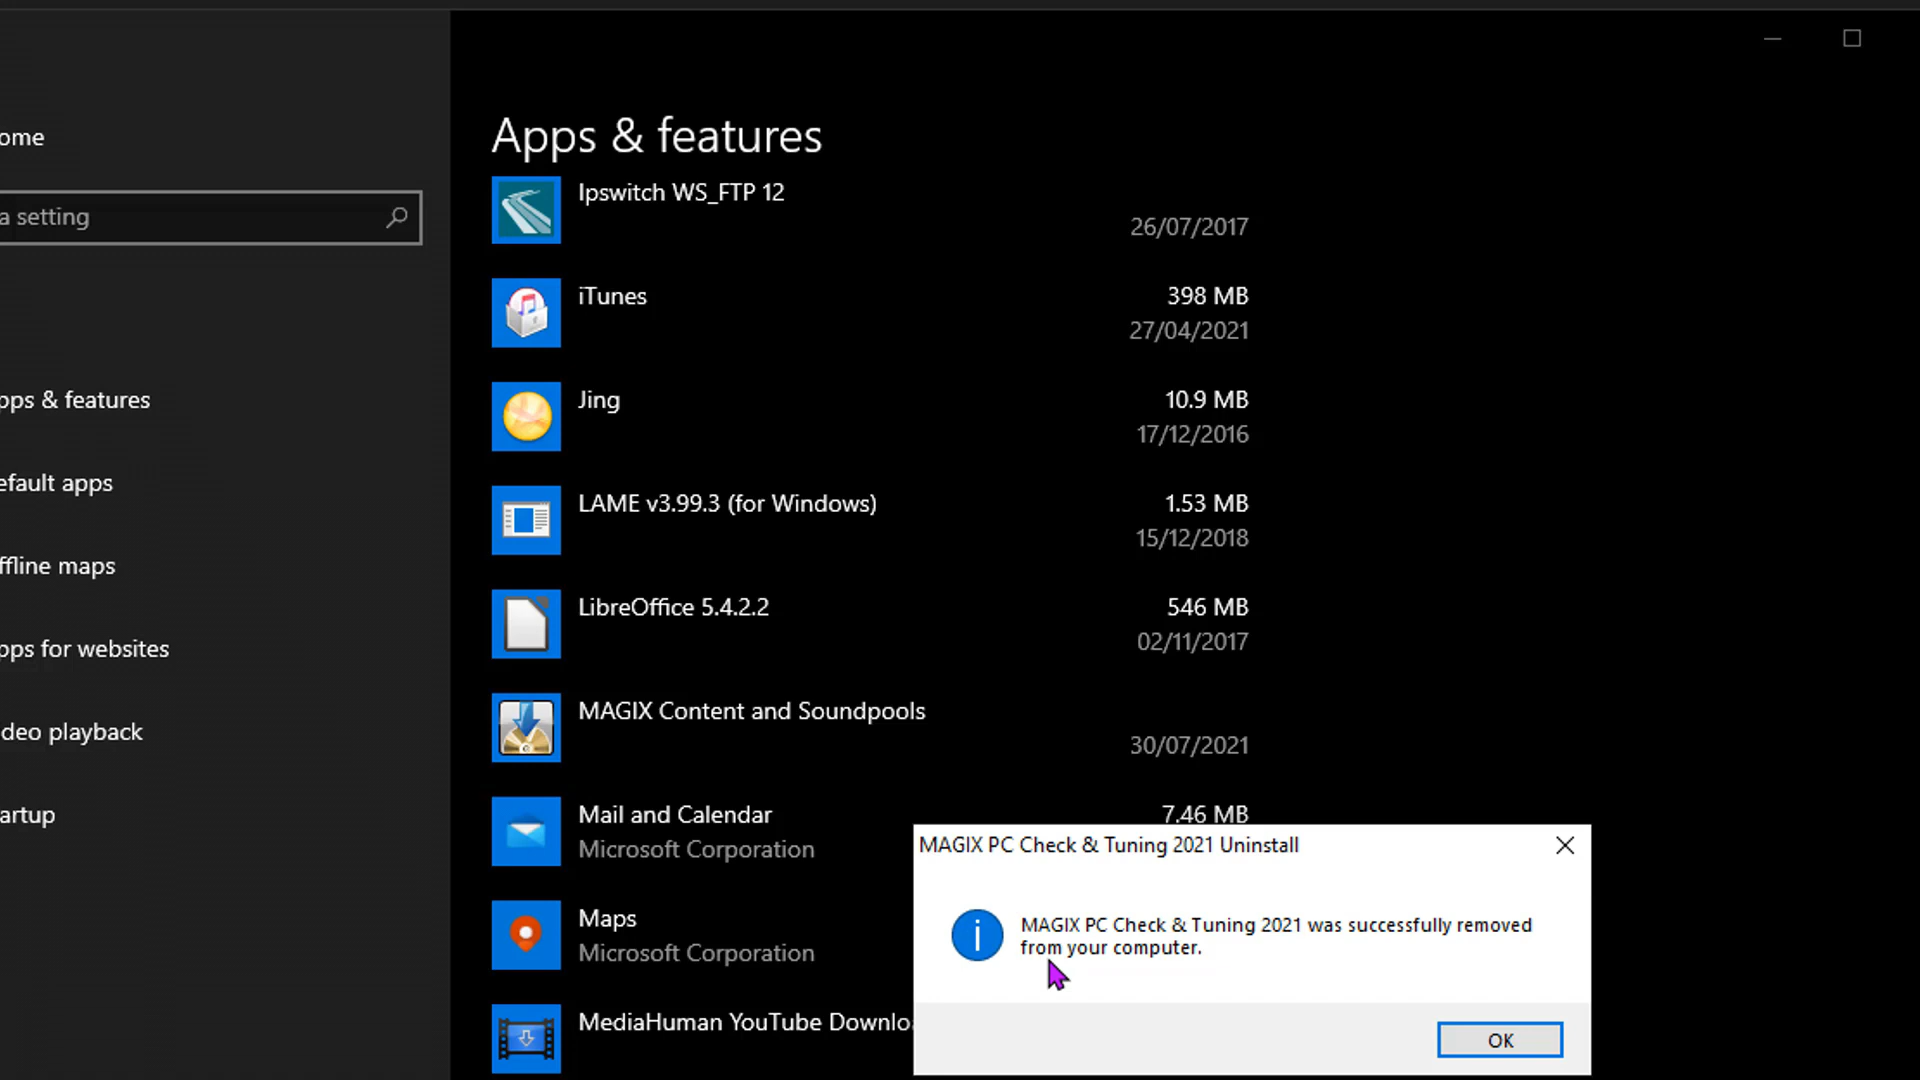 ome
a setting
pps & features
efault apps
ffline maps
pps for websites
deo playback
artup
Apps & features
Ipswitch WS_FTP 12
26/07/2017
iTunes 398 MB
27/04/2021
Jing 10.9 MB
17/12/2016
LAME v3.99.3 (for Windows) 1.53 MB
15/12/2018
LibreOffice 5.4.2.2 546 MB
02/11/2017
MAGIX Content and Soundpools
30/07/2021
Mail and Calendar 7.46 MB
Microsoft Corporation
Maps
Microsoft Corporation
MediaHuman YouTube Downlo
MAGIX PC Check & Tuning 2021 Uninstall
MAGIX PC Check & Tuning 2021 was successfully removed
from your computer.
OK